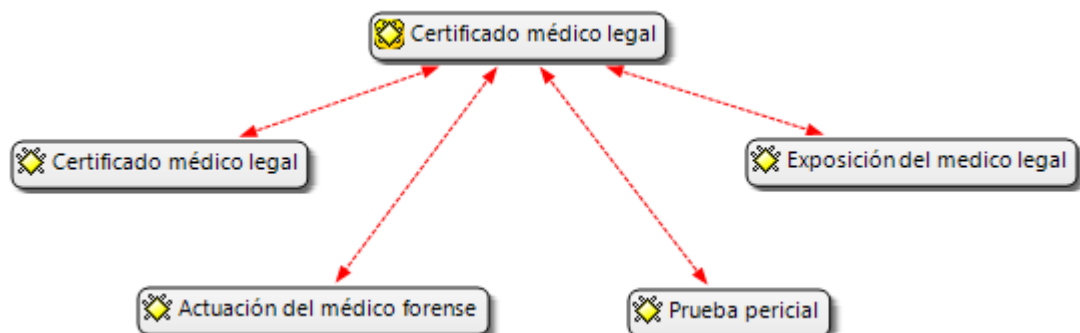 Certificado médico legal
Certificado médico legal
Exposición del medico legal
Actuación del médico forense
Prueba pericial